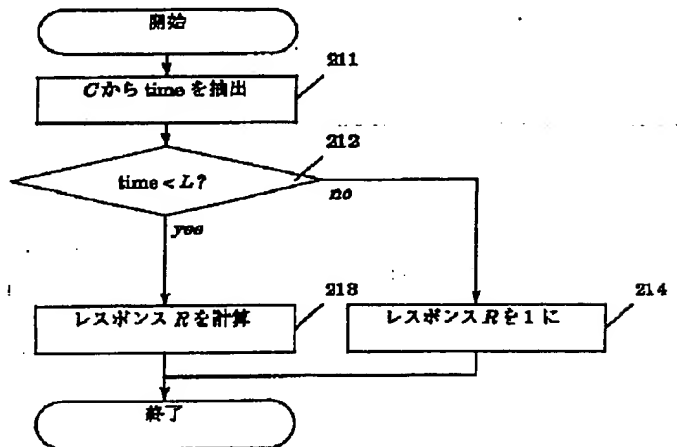 開始
211
Cから time を抽出
212
time < L?
no
yes
213
214
レスポンス R を計算
レスポンス R を 1 に
終了